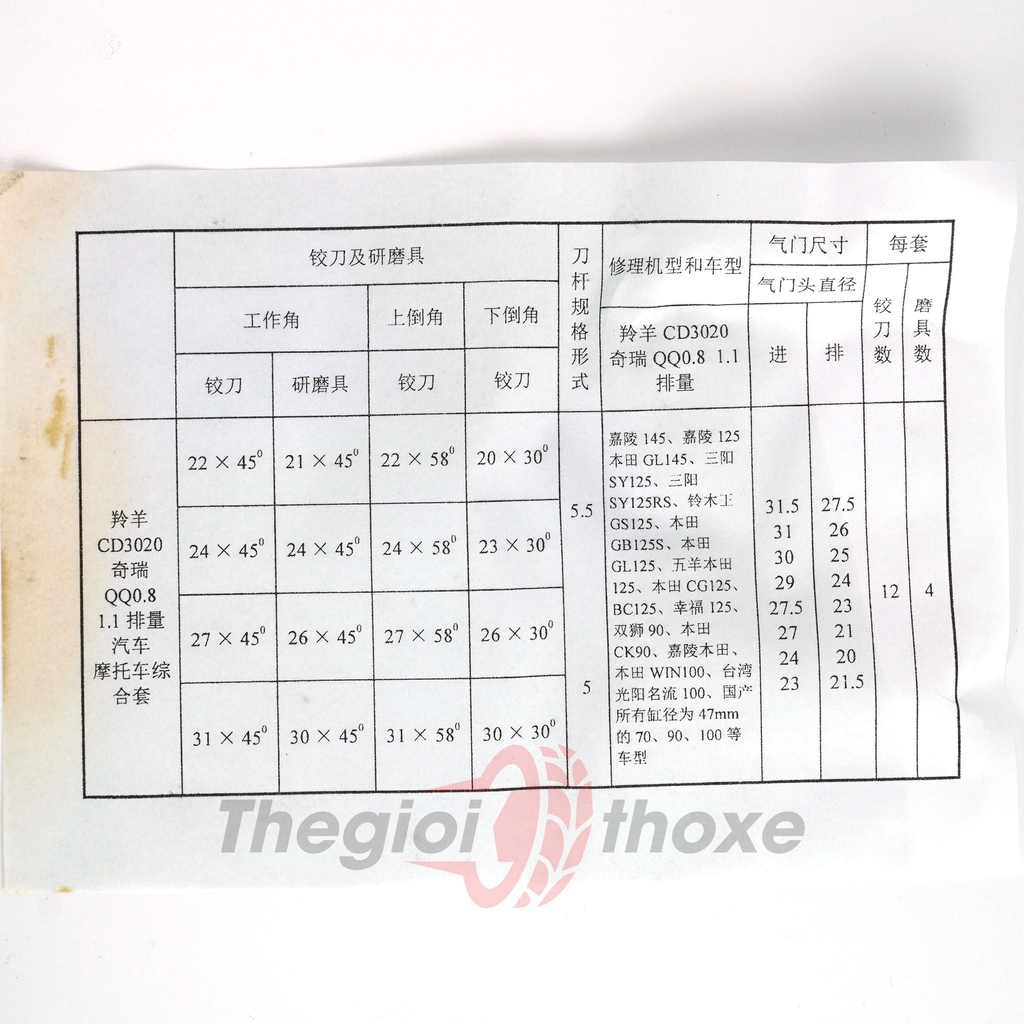 铰刀及研磨具
刀杆规格形式
修理机型和车型
气门尺寸
每套
工作角
上倒角
下倒角
气门头直径
铰刀数
磨具数
铰刀
研磨具
铰刀
铰刀
羚羊 CD3020
奇瑞 QQ0.8 1.1
排量
进
排
羚羊
CD3020
奇瑞
QQ0.8
1.1 排量
汽车
摩托车综
合套
22 × 45⁰
21 × 45⁰
22 × 58⁰
20 × 30⁰
24 × 45⁰
24 × 45⁰
24 × 58⁰
23 × 30⁰
27 × 45⁰
26 × 45⁰
27 × 58⁰
26 × 30⁰
31 × 45⁰
30 × 45⁰
31 × 58⁰
30 × 30⁰
5.5
5
嘉陵 145、嘉陵 125
本田 GL145、三阳
SY125、三阳
SY125RS、铃木王
GS125、本田
GB125S、本田
GL125、五羊本田
125、本田 CG125、
BC125、幸福 125、
双狮 90、本田
CK90、嘉陵本田、
本田 WIN100、台湾
光阳名流 100、国产
所有缸径为 47mm
的 70、90、100 等
车型
31.5
31
30
29
27.5
27
24
23
27.5
26
25
24
23
21
20
21.5
12
4
Thegioi thoxe